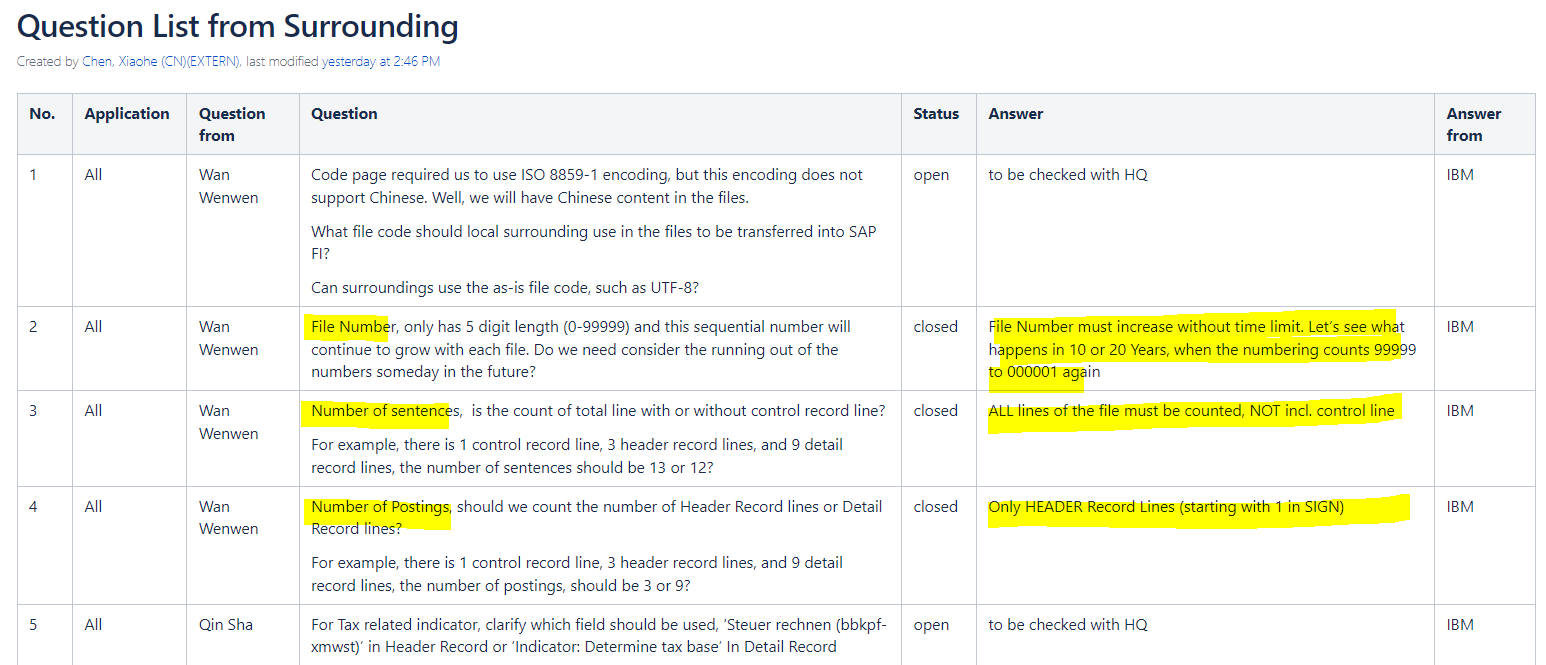 Question List from Surrounding
Created by Chen, Xiaohe (CN)(EXTERN), last modified yesterday at 2:46 PM
No. Application Question from Question Status Answer Answer from
1 All Wan Wenwen
Code page required us to use ISO 8859-1 encoding, but this encoding does not
support Chinese. Well, we will have Chinese content in the files.
What file code should local surrounding use in the files to be transferred into SAP
FI?
Can surroundings use the as-is file code, such as UTF-8?
open
to be checked with HQ
IBM
2 All Wan Wenwen
File Number, only has 5 digit length (0-99999) and this sequential number will
continue to grow with each file. Do we need consider the running out of the
numbers someday in the future?
closed
File Number must increase without time limit. Let's see what
happens in 10 or 20 Years, when the numbering counts 99999
to 000001 again
IBM
3 All Wan Wenwen
Number of sentences, is the count of total line with or without control record line?
For example, there is 1 control record line, 3 header record lines, and 9 detail
record lines, the number of sentences should be 13 or 12?
closed
ALL lines of the file must be counted, NOT incl. control line
IBM
4 All Wan Wenwen
Number of Postings, should we count the number of Header Record lines or Detail
Record lines?
For example, there is 1 control record line, 3 header record lines, and 9 detail
record lines, the number of postings, should be 3 or 9?
closed
Only HEADER Record Lines (starting with 1 in SIGN)
IBM
5 All Qin Sha
For Tax related indicator, clarify which field should be used, 'Steuer rechnen (bbkpf-
xmwst)' in Header Record or 'Indicator: Determine tax base' In Detail Record
open
to be checked with HQ
IBM